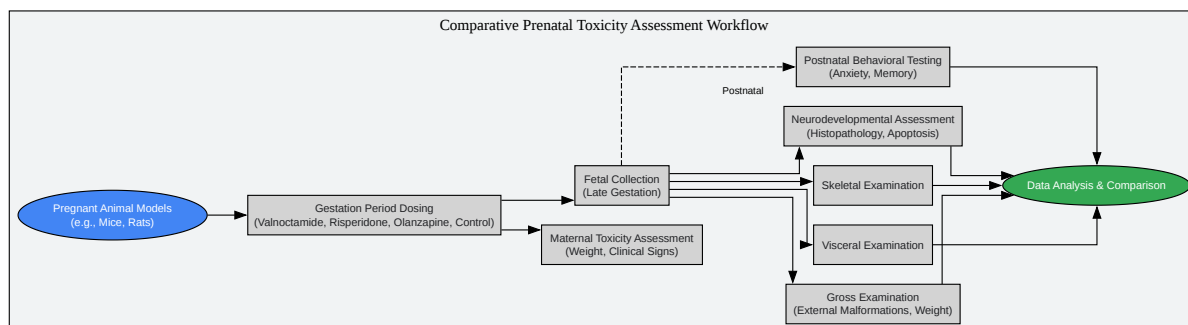 Comparative Prenatal Toxicity Assessment Workflow
Pregnant Animal Models
(e.g., Mice, Rats)
Gestation Period Dosing
(Valnoctamide, Risperidone, Olanzapine, Control)
Fetal Collection
(Late Gestation)
Maternal Toxicity Assessment
(Weight, Clinical Signs)
Postnatal
Postnatal Behavioral Testing
(Anxiety, Memory)
Neurodevelopmental Assessment
(Histopathology, Apoptosis)
Skeletal Examination
Visceral Examination
Gross Examination
(External Malformations, Weight)
Data Analysis & Comparison